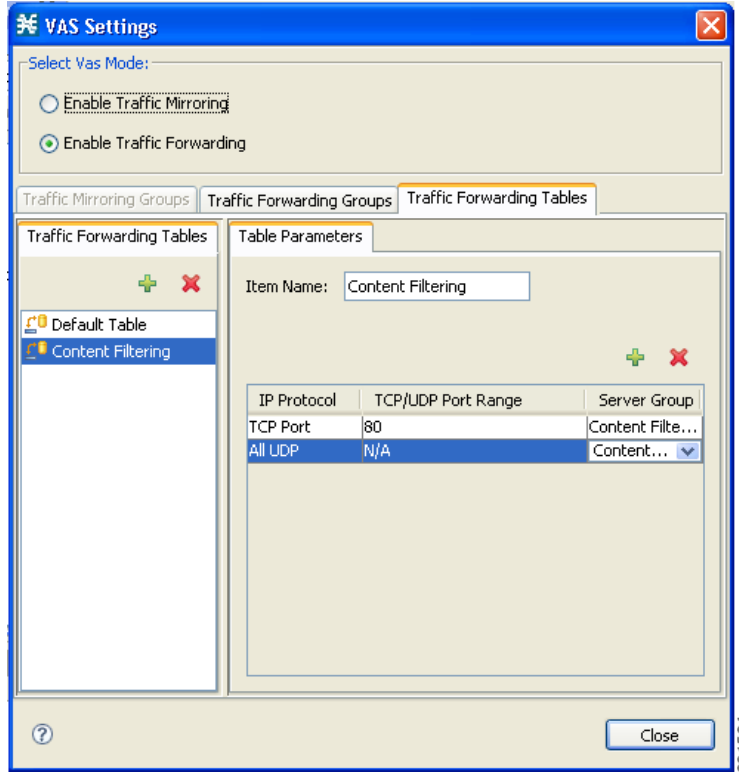 VAS Settings
Select Vas Mode:
Enable Traffic Mirroring
Enable Traffic Forwarding
Traffic Mirroring Groups
Traffic Forwarding Groups
Traffic Forwarding Tables
Traffic Forwarding Tables
Default Table
Content Filtering
Table Parameters
Item Name: Content Filtering
IP Protocol TCP/UDP Port Range Server Group
TCP Port 80 Content Filte...
All UDP N/A Content...
?
Close